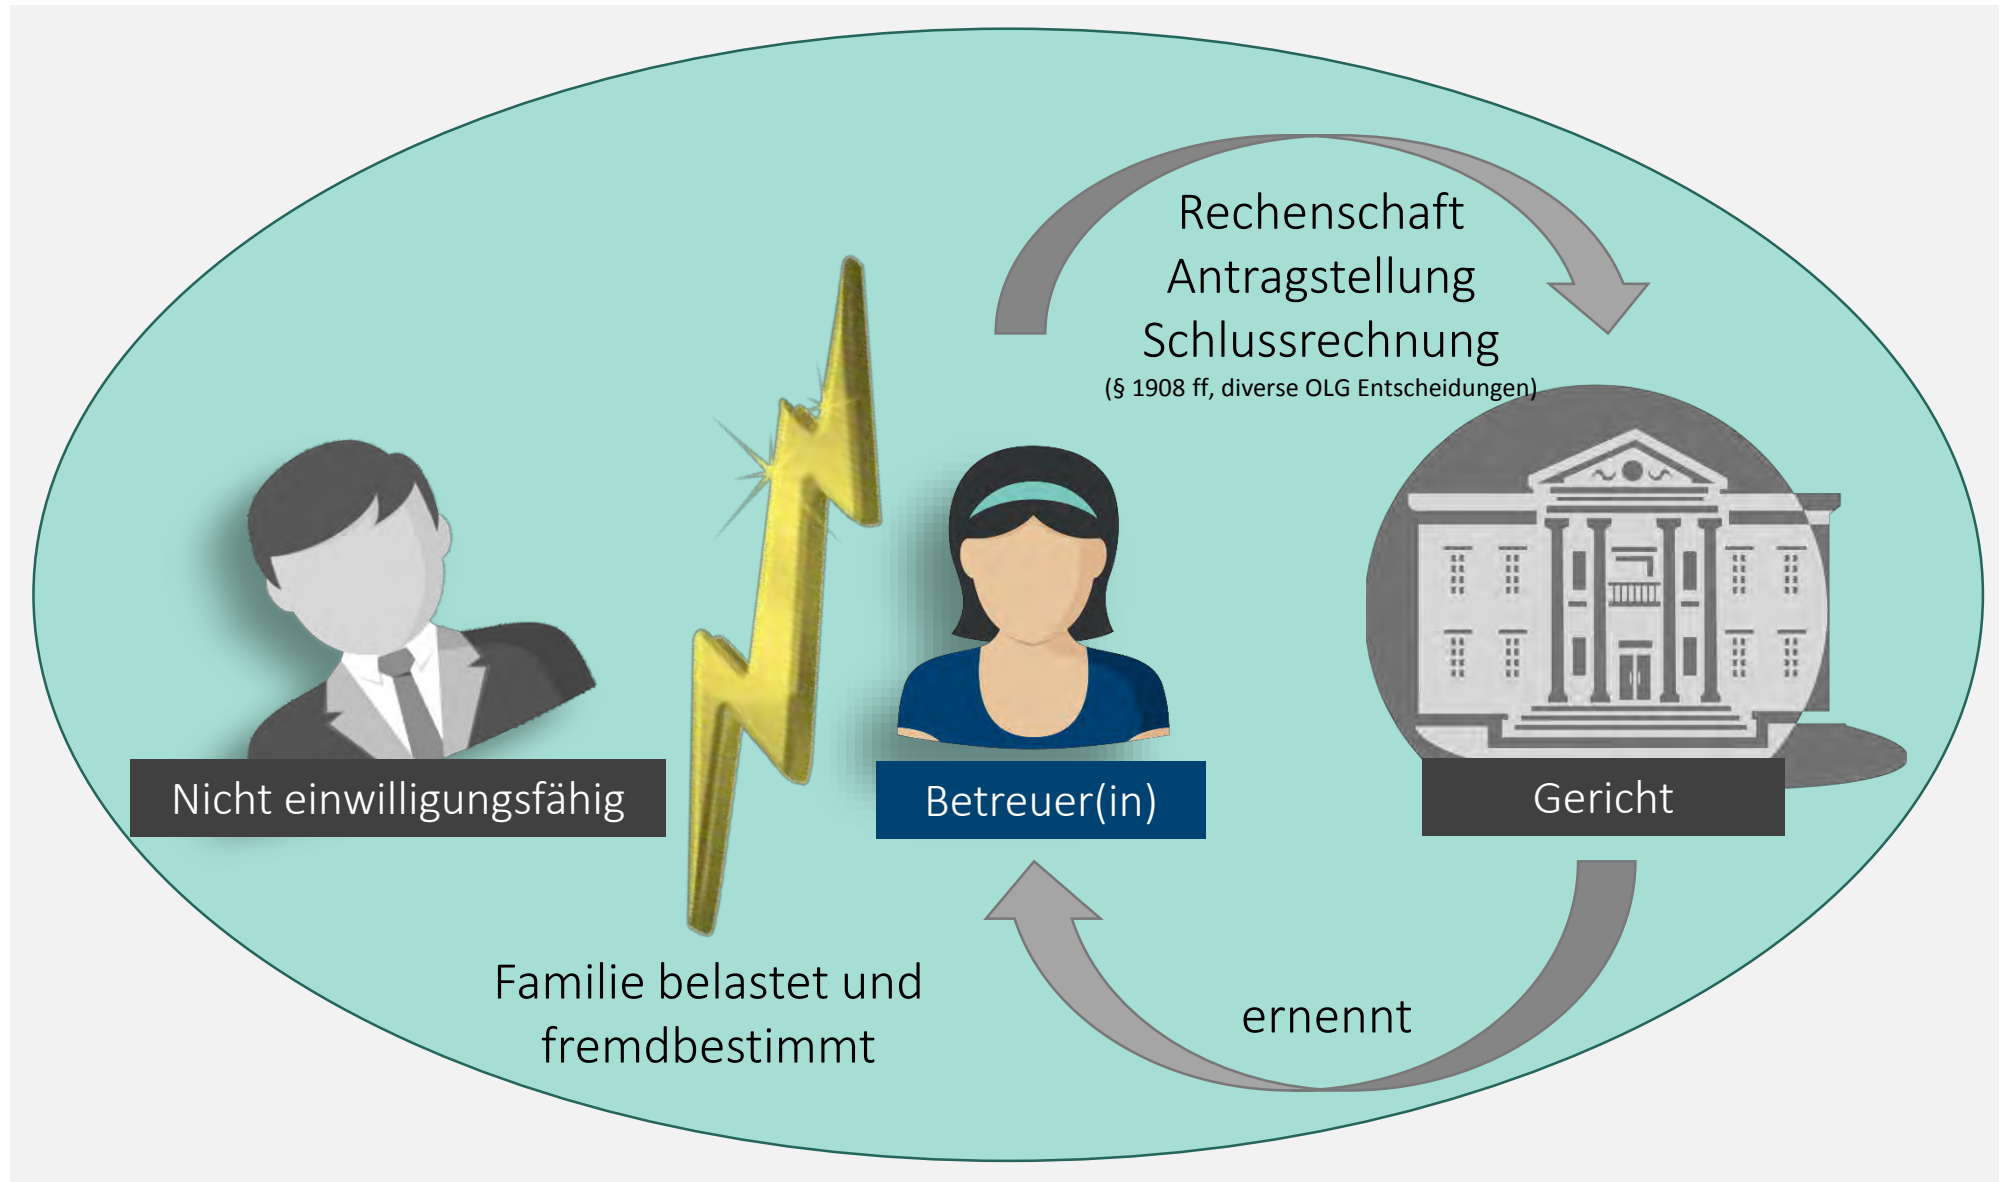 Rechenschaft
Antragstellung
Schlussrechnung
(§ 1908 ff, diverse OLG Entscheidungen)
Nicht einwilligungsfähig
Betreuer(in)
Gericht
Familie belastet und
fremdbestimmt
ernennt